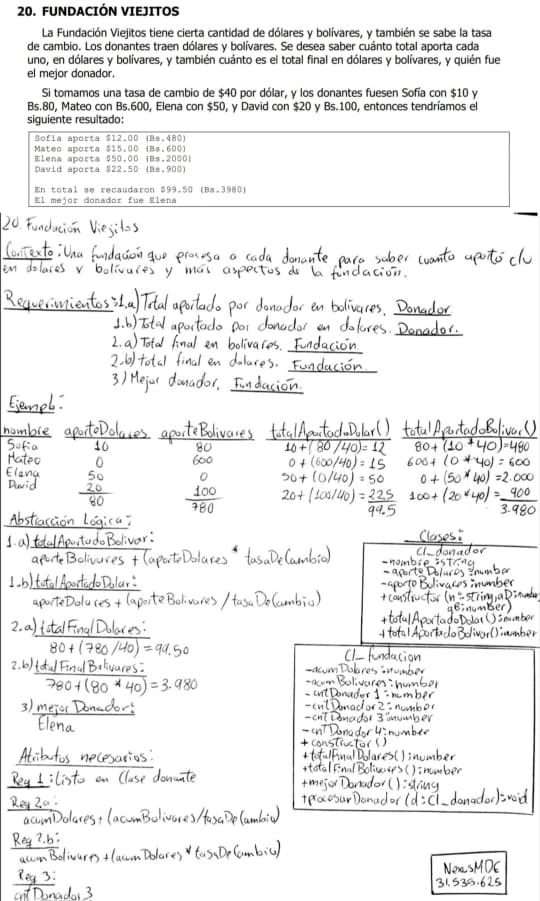 20. FUNDACIÓN VIEJITOS
La Fundación Viejitos tiene cierta cantidad de dólares y bolívares, y también se sabe la tasa
de cambio. Los donantes traen dólares y bolívares. Se desea saber cuánto total aporta cada
uno, en dólares y bolívares, y también cuánto es el total final en dólares y bolívares, y quién fue
el mejor donador.
Si tomamos una tasa de cambio de $40 por dólar, y los donantes fuesen Sofía con $10 y
Bs.80, Mateo con Bs.600, Elena con $50, y David con $20 y Bs.100, entonces tendríamos el
siguiente resultado:
Sofía aporta $12.00 (Bs.480)
Mateo aporta $15.00 (Bs.600)
Elena aporta $50.00 (Bs.2000)
David aporta $22.50 (Bs.900)
En total se recaudaron $99.50 (Bs.3980)
El mejor donador fue Elena
20. Fundación Viejitos
Contexto: Una fundación que procesa a cada donante para saber cuanto aportó c/u
en dolares y bolívares y más aspectos de la fundación.
Requerimientos: 1.a) Total aportado por donador en bolívares. Donador
1.b) Total aportado por donador en dolares. Donador.
2.a) Total final en bolívares. Fundación
2.b) total final en dolares. Fundación
3) Mejor donador. Fundación.
Ejemplo:
nombre aporteDolares aporteBolivares totalAportadoDolar() totalAportadoBolivar()
Sofia 10 80 10+(80/40)=12 80+(10*40)=480
Mateo 0 600 0+(600/40)=15 600+(0*40)=600
Elena 50 0 50+(0/40)=50 0+(50*40)=2.000
David 20 100 20+(100/40)=22.5 100+(20*40)=900
80 780 99.5 3.980
Abstracción Lógica:
1.a) totalAportadoBolivar:
aporteBolivares + (aporteDolares * tasaDeCambio)
1.b) totalAportadoDolar:
aporteDolares + (aporteBolivares / tasaDeCambio)
2.a) totalFinalDolares:
80+(780/40)=99.50
2.b) totalFinalBolivares:
780+(80*40)=3.980
3) mejorDonador:
Elena
Atributos necesarios:
Req 1: Listo en Clase donante
Req 2a:
acumDolares + (acumBolivares/tasaDeCambio)
Req 2.b:
acumBolivares + (acumDolares * tasaDeCambio)
Req 3:
cntDonador3
Clases:
Cl_donador
-nombre: string
-aporteDolares: number
-aporteBolivares: number
+constructor (n: string, aD: number,
aB: number)
+totalAportadoDolar(): number
+totalAportadoBolivar(): number
Cl_fundacion
-acumDolares: number
-acumBolivares: number
-cntDonador1: number
-cntDonador2: number
-cntDonador3: number
-cntDonador4: number
+constructor ()
+totalFinalDolares(): number
+totalFinalBolivares(): number
+mejorDonador(): string
+procesarDonador (d: Cl_donador): void
31.535.625